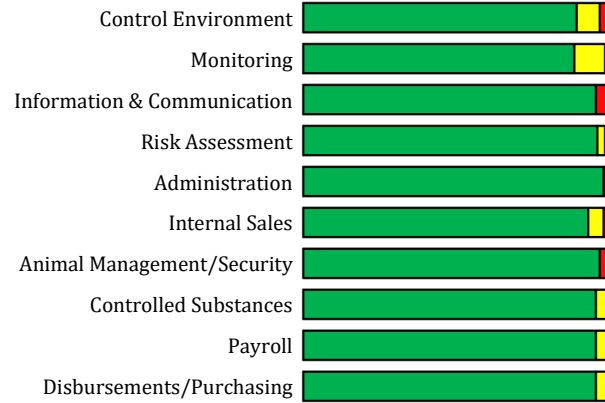 Control Environment
Monitoring
Information & Communication
Risk Assessment
Administration
Internal Sales
Animal Management/Security
Controlled Substances
Payroll
Disbursements/Purchasing